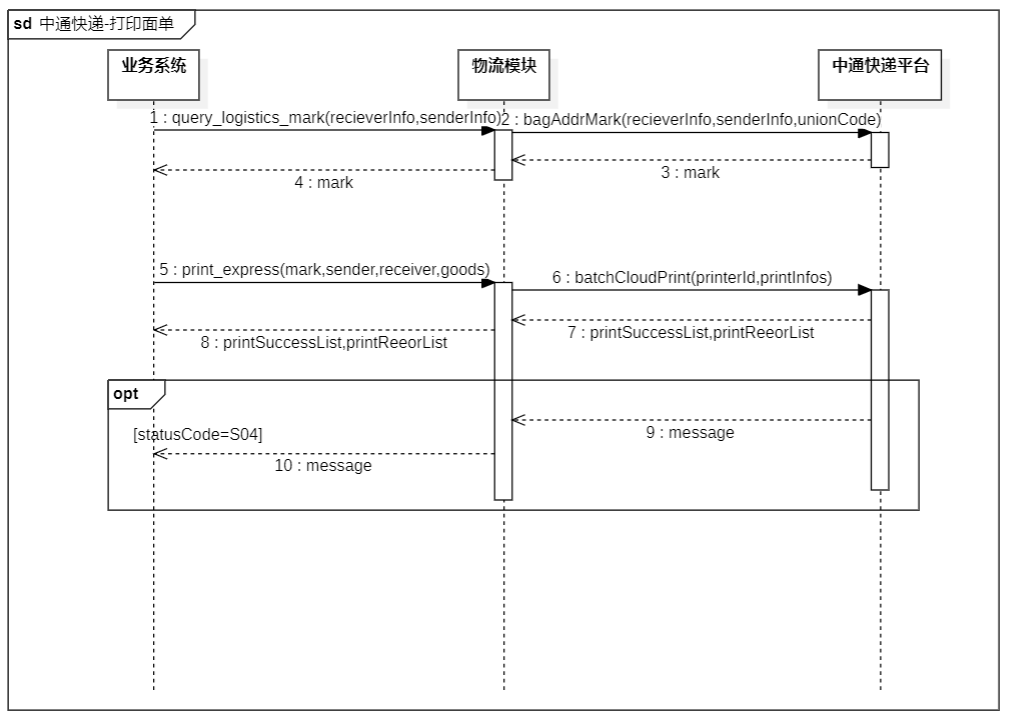 sd 中通快递-打印面单
业务系统
物流模块
中通快递平台
1 : query_logistics_mark(recieverInfo,senderInfo)
2 : bagAddrMark(recieverInfo,senderInfo,unionCode)
3 : mark
4 : mark
5 : print_express(mark,sender,receiver,goods)
6 : batchCloudPrint(printerId,printInfos)
7 : printSuccessList,printReeorList
8 : printSuccessList,printReeorList
opt
9 : message
[statusCode=S04]
10 : message